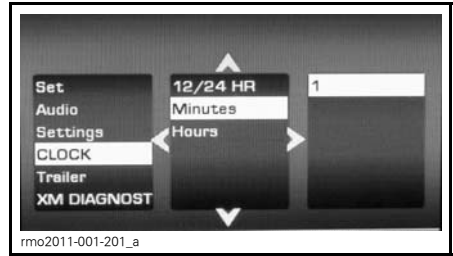 Set
Audio
Settings
CLOCK
Trailer
XM DIAGNOST
12/24 HR
Minutes
Hours
1
rmo2011-001-201_a